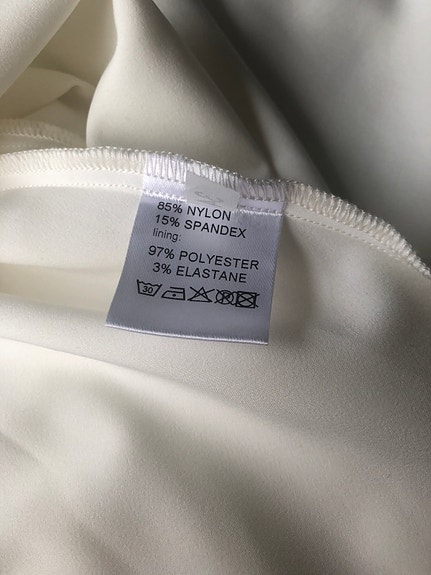 85% NYLON
15% SPANDEX
lining:
97% POLYESTER
3% ELASTANE
30